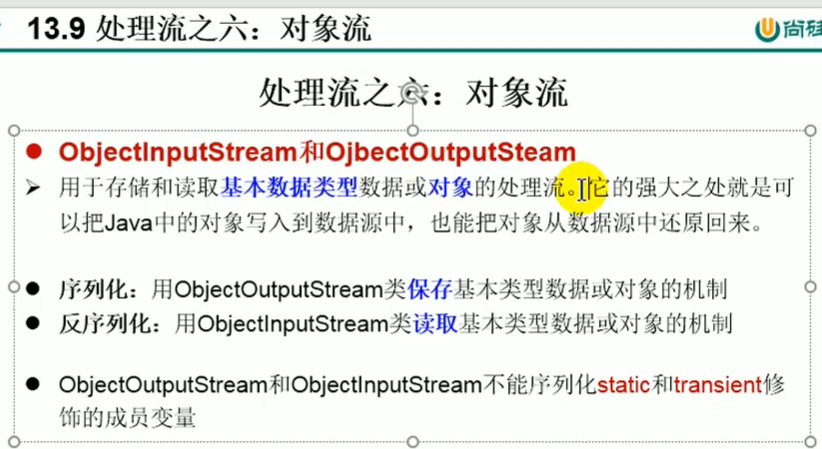 13.9 处理流之六：对象流
尚硅
处理流之六：对象流
● ObjectInputStream和OjbectOutputSteam
➢ 用于存储和读取基本数据类型数据或对象的处理流。它的强大之处就是可
以把Java中的对象写入到数据源中，也能把对象从数据源中还原回来。
● 序列化：用ObjectOutputStream类保存基本类型数据或对象的机制
● 反序列化：用ObjectInputStream类读取基本类型数据或对象的机制
● ObjectOutputStream和ObjectInputStream不能序列化static和transient修
饰的成员变量